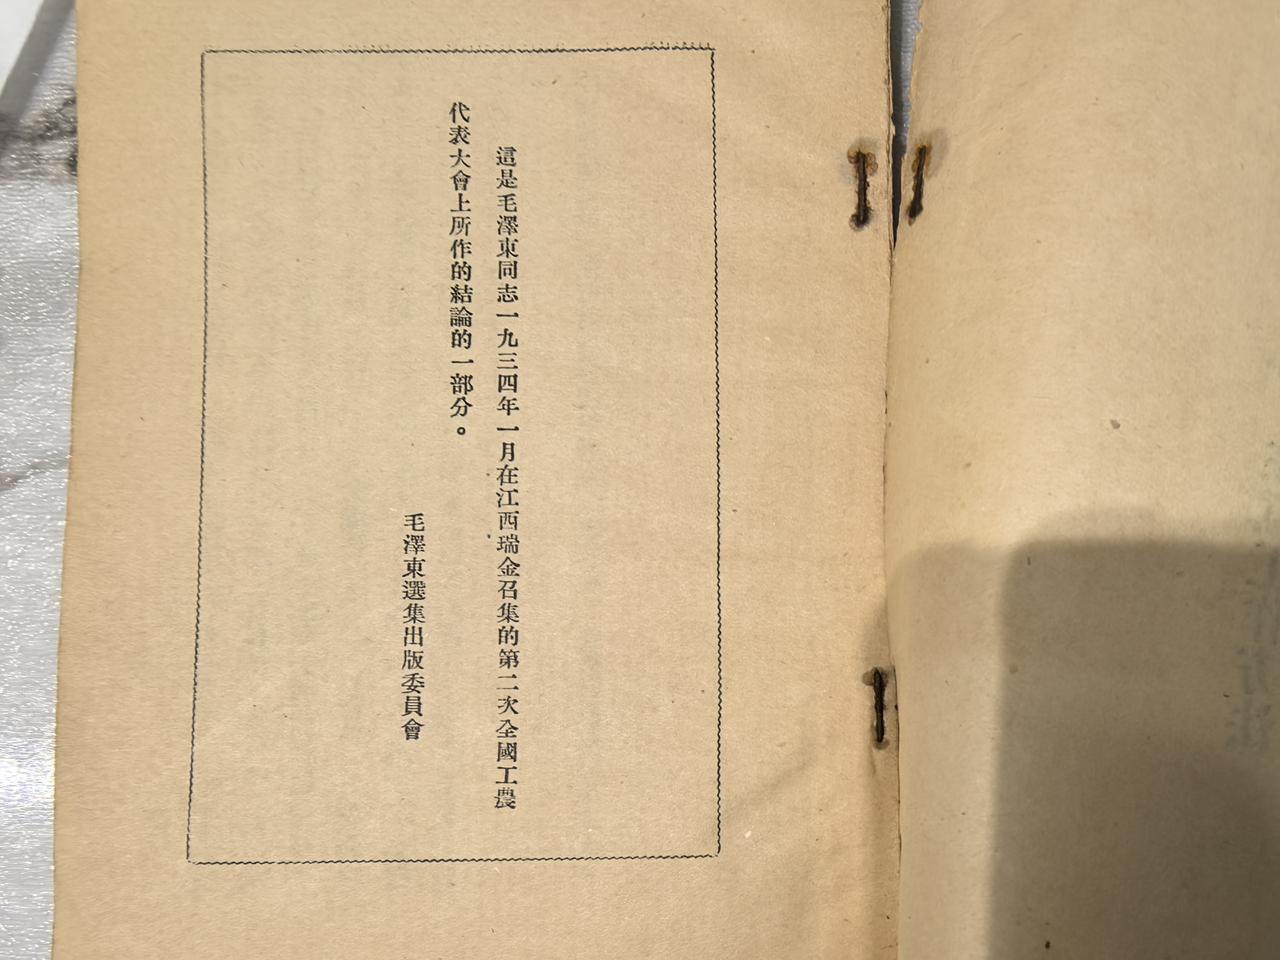 這是毛澤東同志一九三四年一月在江西瑞金召集的第二次全國工農
代表大會上所作的結論的一部分。
毛澤東選集出版委員會